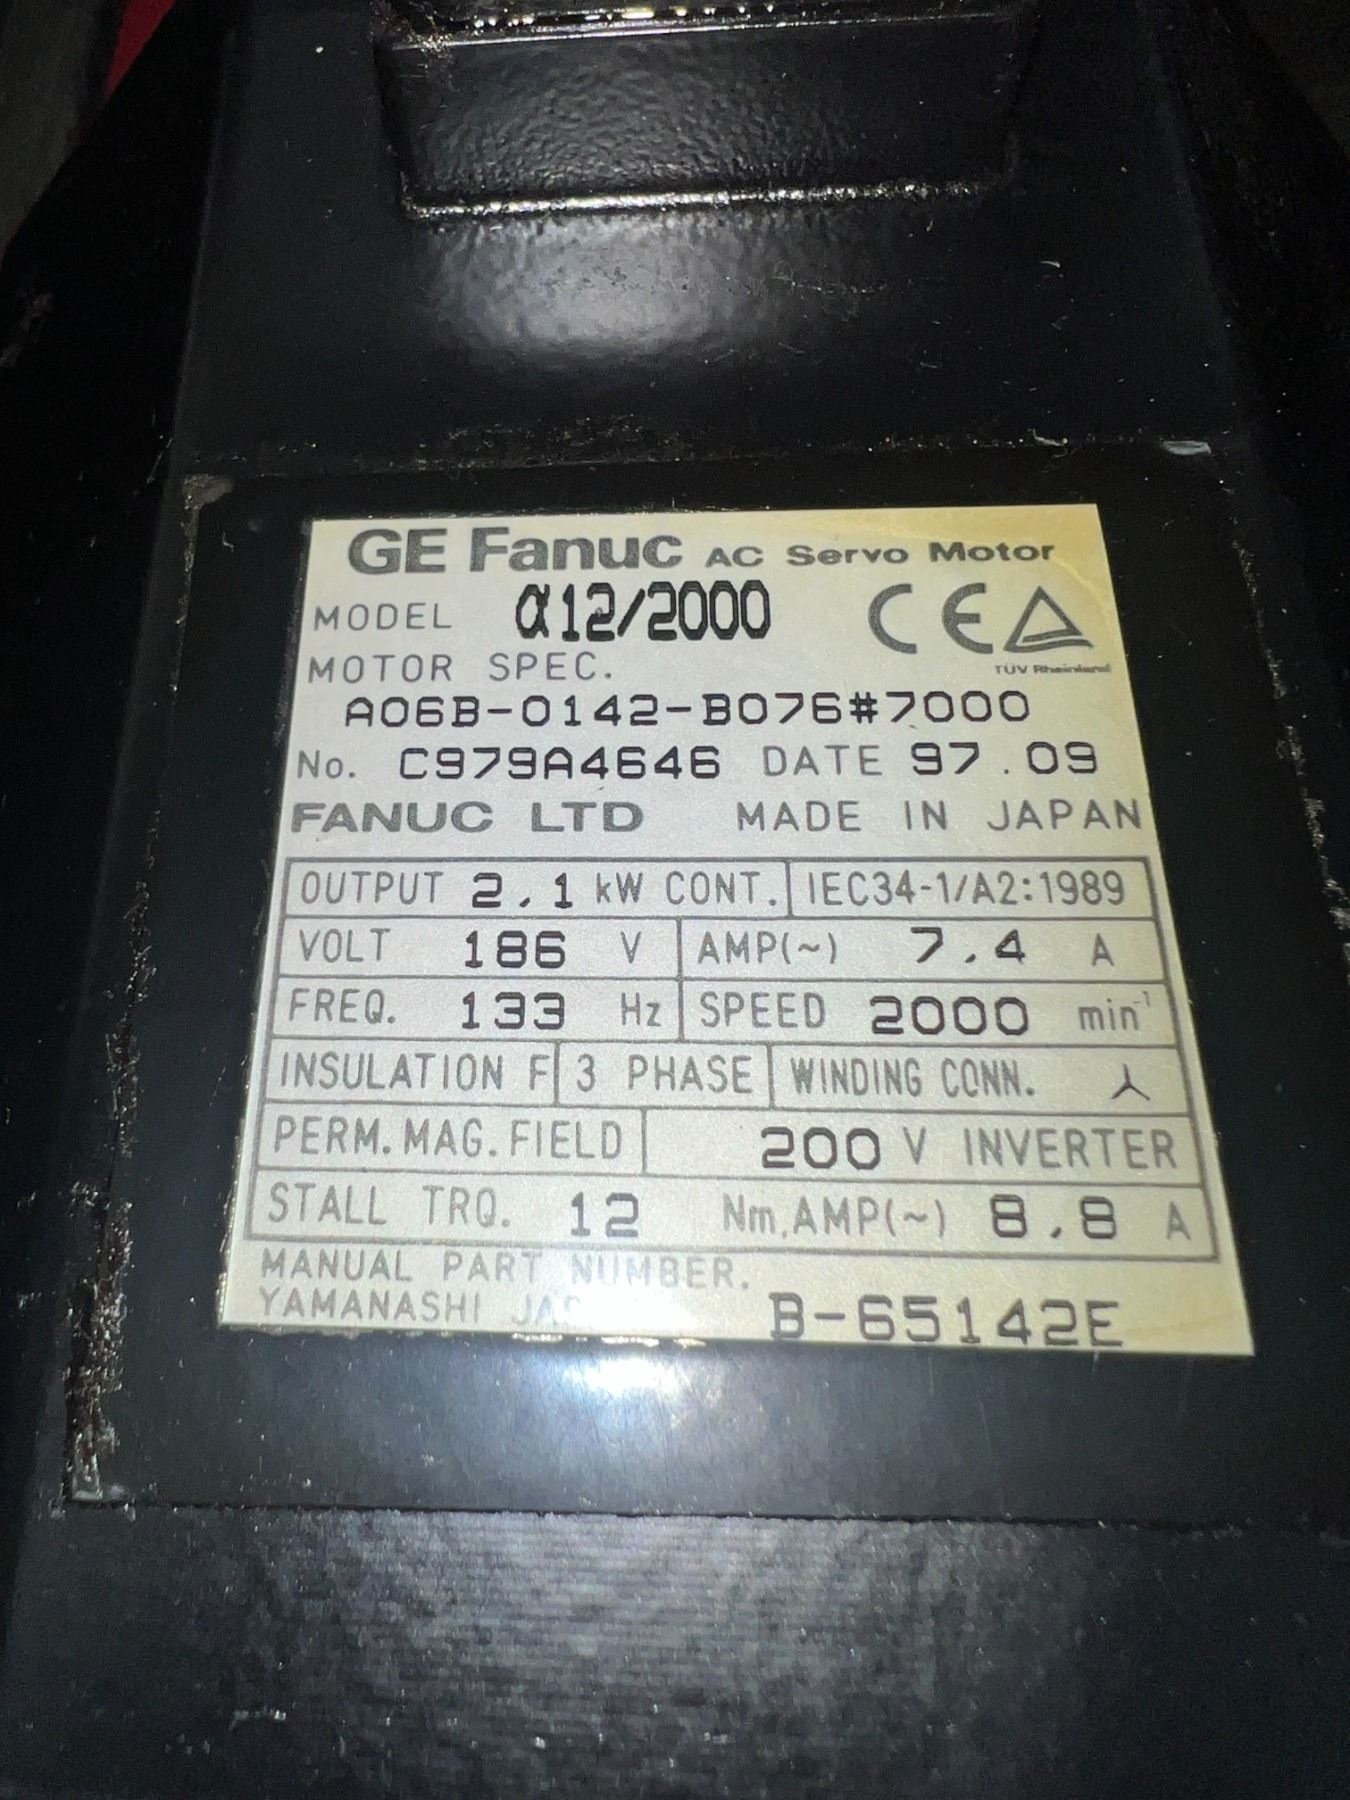 GE Fanuc AC Servo Motor
MODEL α12/2000 CE
TÜV Rheinland
MOTOR SPEC.
A06B-0142-B076#7000
No. C979A4646 DATE 97.09
FANUC LTD MADE IN JAPAN
OUTPUT 2.1 kW CONT. IEC34-1/A2:1989
VOLT 186 V AMP(~) 7.4 A
FREQ. 133 Hz SPEED 2000 min⁻¹
INSULATION F 3 PHASE WINDING CONN.
PERM.MAG.FIELD 200 V INVERTER
STALL TRQ. 12 Nm,AMP(~) 8.8 A
MANUAL PART NUMBER.
YAMANASHI B-65142E